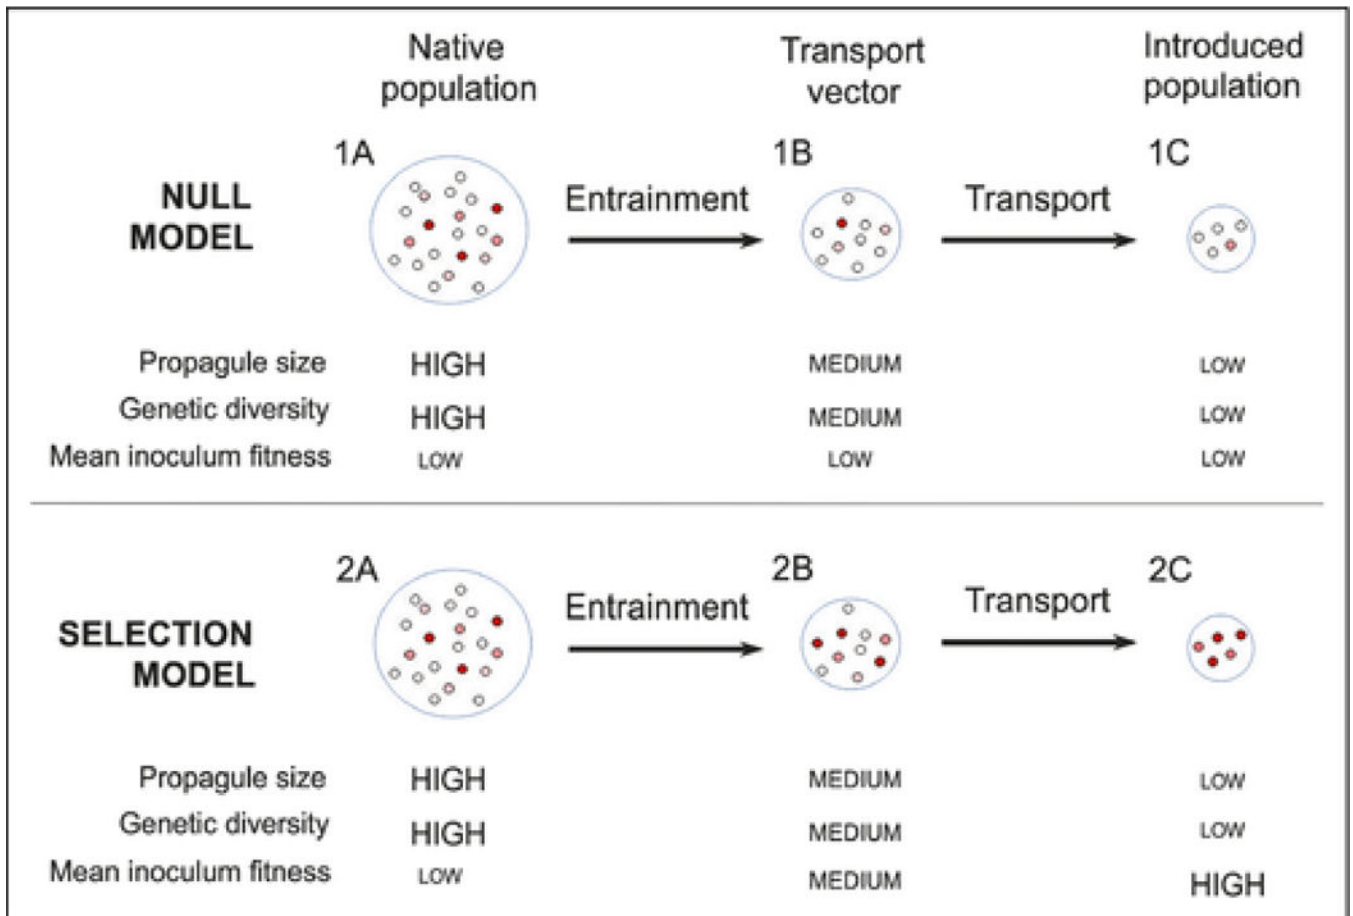 Native
population
Transport
vector
Introduced
population
1A
1B
1C
NULL
MODEL
Entrainment
Transport
Propagule size
HIGH
MEDIUM
LOW
Genetic diversity
HIGH
MEDIUM
LOW
Mean inoculum fitness
LOW
LOW
LOW
2A
2B
2C
SELECTION
MODEL
Entrainment
Transport
Propagule size
HIGH
MEDIUM
LOW
Genetic diversity
HIGH
MEDIUM
LOW
Mean inoculum fitness
LOW
MEDIUM
HIGH